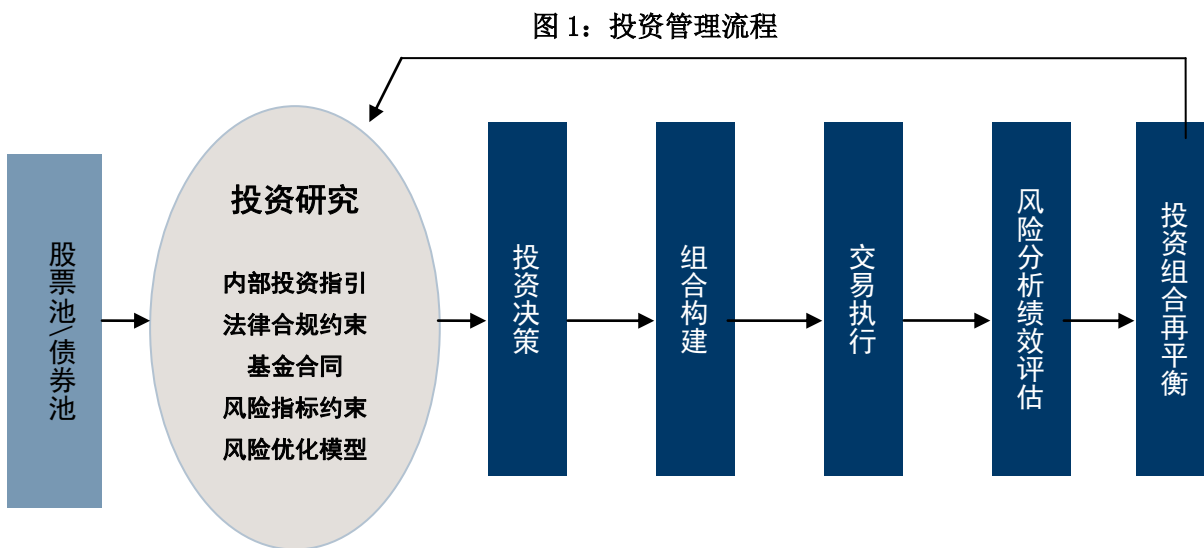 图 1：投资管理流程
股票池\债券池
投资研究
内部投资指引
法律合规约束
基金合同
风险指标约束
风险优化模型
投资决策
组合构建
交易执行
风险分析绩效评估
投资组合再平衡